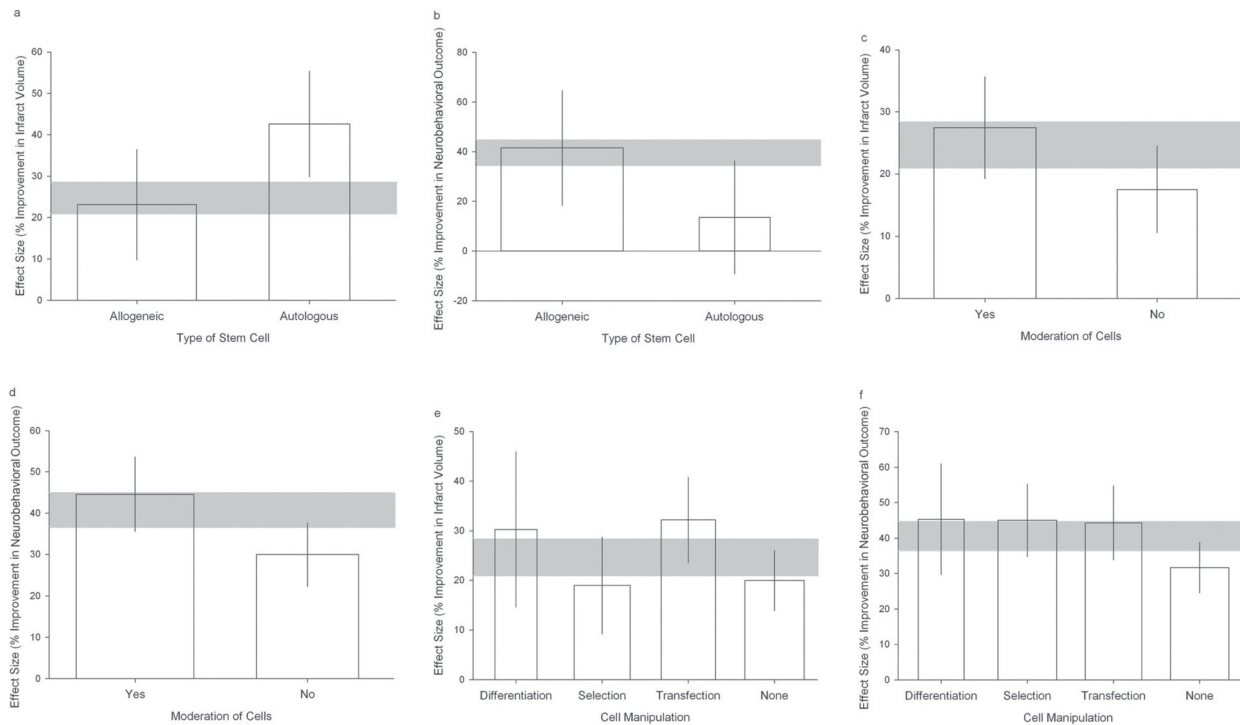 a
Effect Size (% Improvement in Infarct Volume)
60
50
40
30
20
10
0
Allogeneic
Autologous
Type of Stem Cell
b
Effect Size (% Improvement in Neurobehavioral Outcome)
80
60
40
20
0
-20
Allogeneic
Autologous
Type of Stem Cell
c
Effect Size (% Improvement in Infarct Volume)
40
30
20
10
0
Yes
No
Moderation of Cells
d
Effect Size (% Improvement in Neurobehavioral Outcome)
60
50
40
30
20
10
0
Yes
No
Moderation of Cells
e
Effect Size (% Improvement in Infarct Volume)
50
40
30
20
10
0
Differentiation
Selection
Transfection
None
Cell Manipulation
f
Effect Size (% Improvement in Neurobehavioral Outcome)
70
60
50
40
30
20
10
0
Differentiation
Selection
Transfection
None
Cell Manipulation